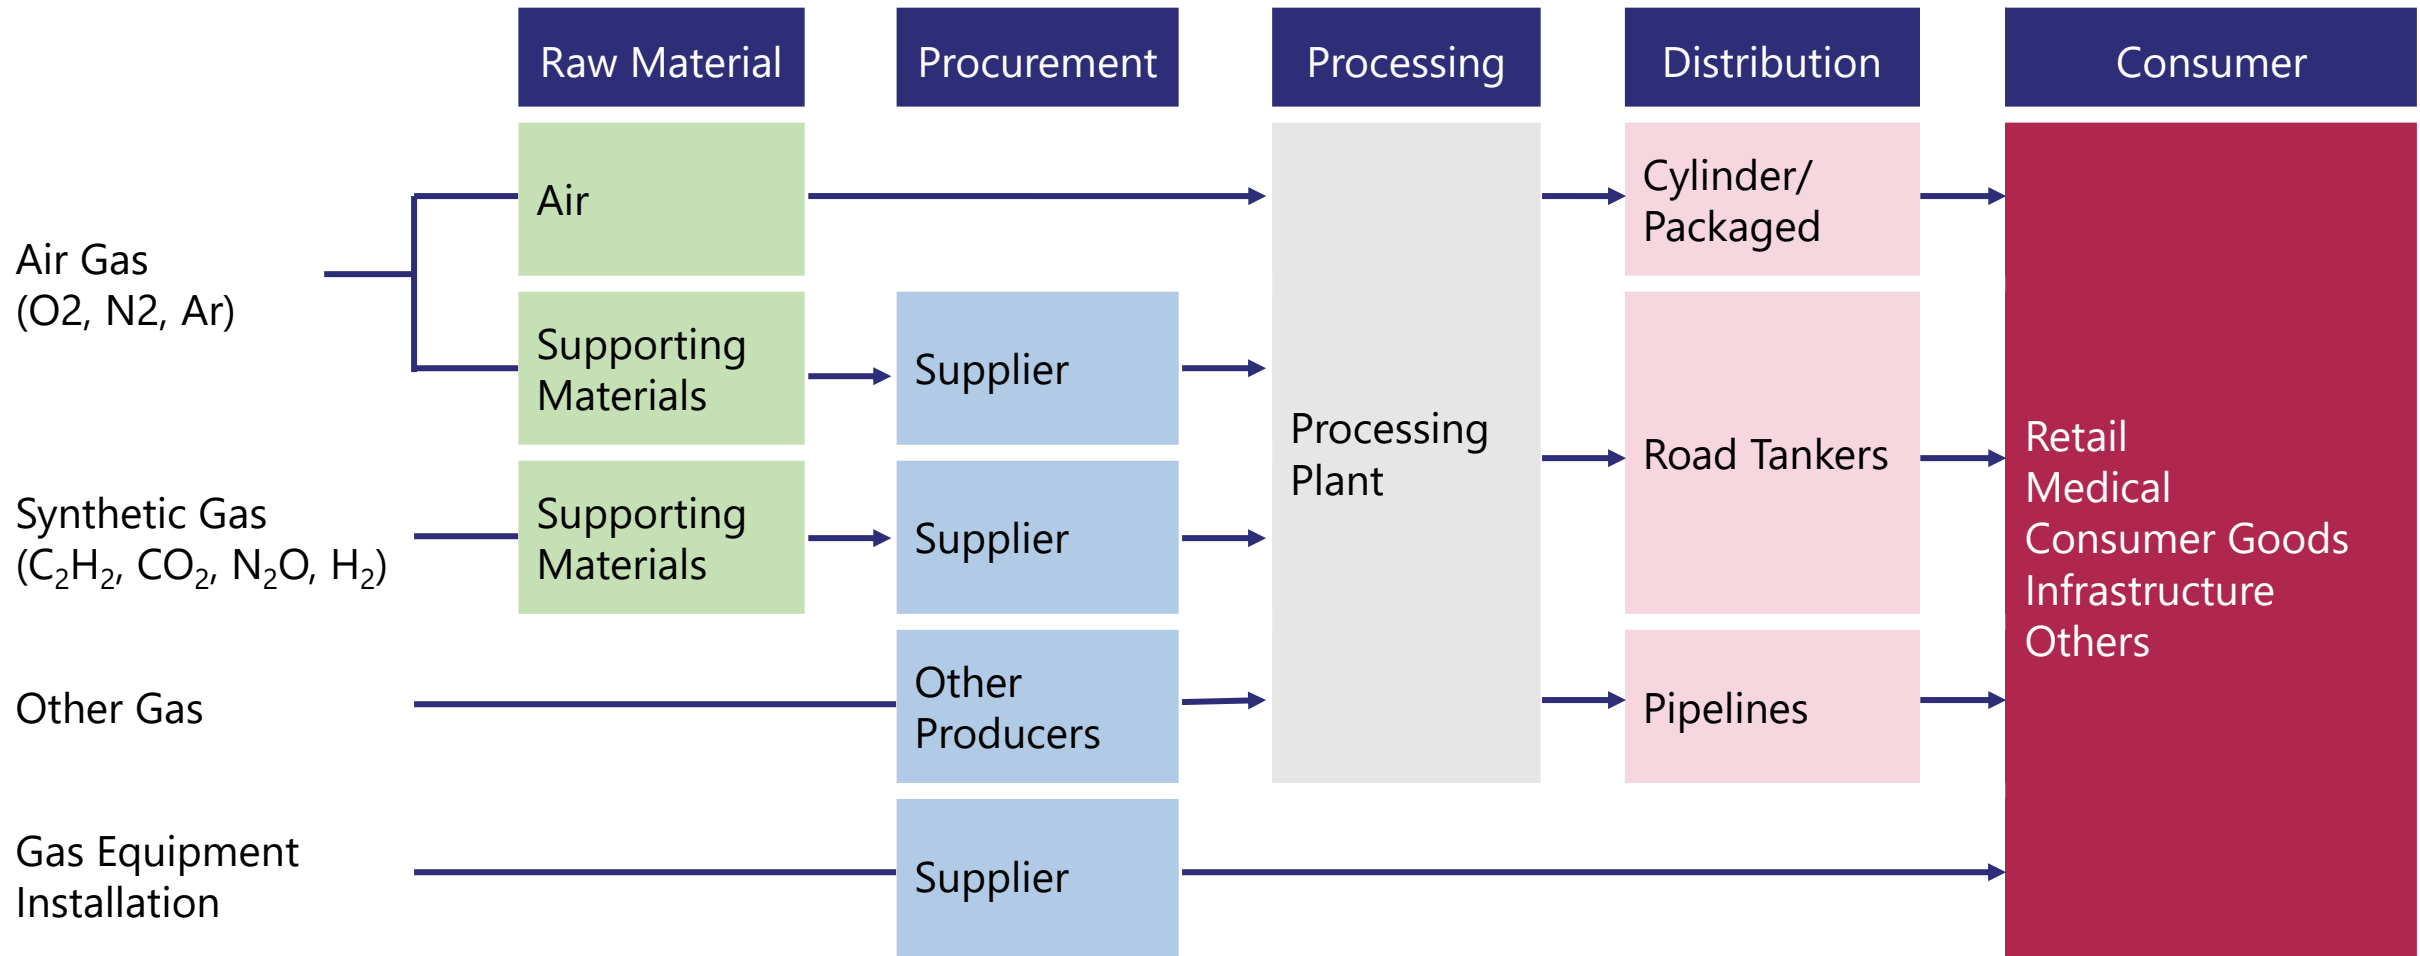 Raw Material
Procurement
Processing
Distribution
Consumer
Air Gas
(O2, N2, Ar)
Air
Cylinder/
Packaged
Supporting
Materials
Supplier
Processing
Plant
Road Tankers
Retail
Medical
Consumer Goods
Infrastructure
Others
Synthetic Gas
(C₂H₂, CO₂, N₂O, H₂)
Supporting
Materials
Supplier
Other Gas
Other
Producers
Pipelines
Gas Equipment
Installation
Supplier